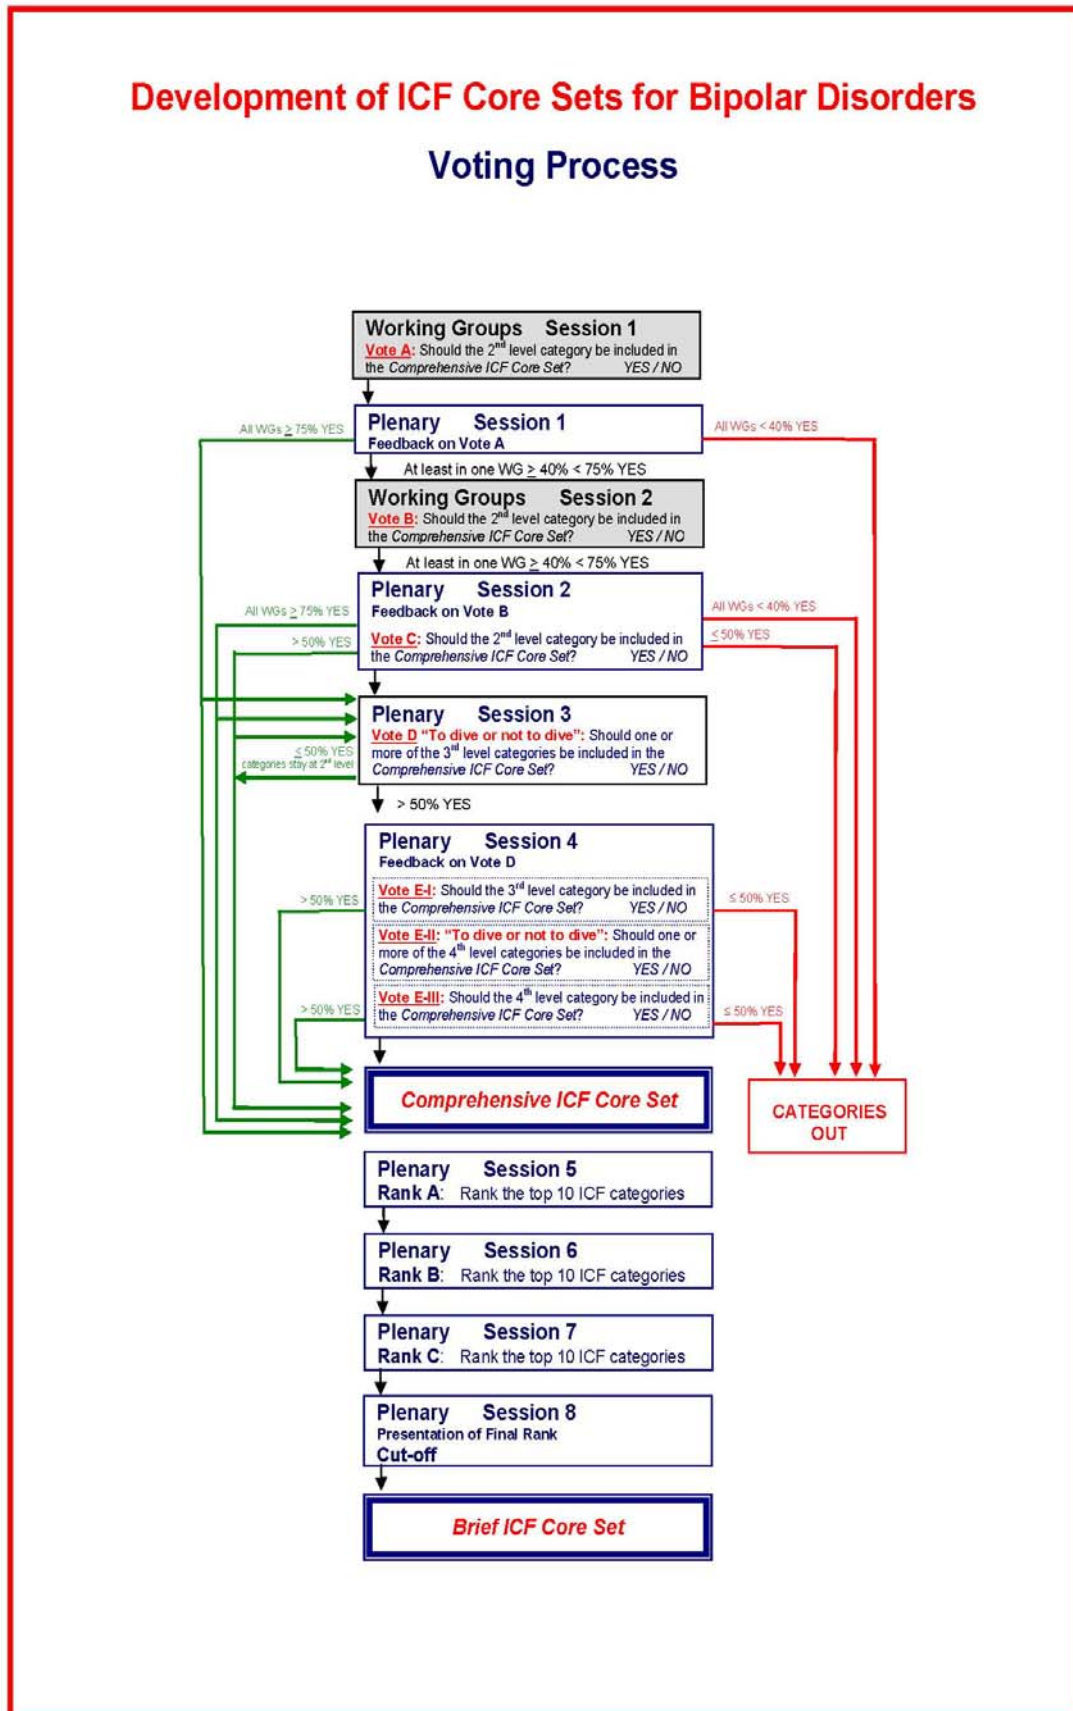 Development of ICF Core Sets for Bipolar Disorders
Voting Process
Working Groups Session 1
Vote A: Should the 2nd level category be included in
the Comprehensive ICF Core Set? YES / NO
Plenary Session 1
Feedback on Vote A
All WGs ≥ 75% YES
All WGs < 40% YES
At least in one WG ≥ 40% < 75% YES
Working Groups Session 2
Vote B: Should the 2nd level category be included in
the Comprehensive ICF Core Set? YES / NO
At least in one WG ≥ 40% < 75% YES
Plenary Session 2
Feedback on Vote B
All WGs ≥ 75% YES
All WGs < 40% YES
Vote C: Should the 2nd level category be included in
the Comprehensive ICF Core Set? YES / NO
> 50% YES
≤ 50% YES
Plenary Session 3
Vote D "To dive or not to dive": Should one or
more of the 3rd level categories be included in the
Comprehensive ICF Core Set? YES / NO
≤ 50% YES
categories stay at 2nd level
> 50% YES
Plenary Session 4
Feedback on Vote D
Vote E-I: Should the 3rd level category be included in
the Comprehensive ICF Core Set? YES / NO
> 50% YES
≤ 50% YES
Vote E-II: "To dive or not to dive": Should one or
more of the 4th level categories be included in the
Comprehensive ICF Core Set? YES / NO
Vote E-III: Should the 4th level category be included in
the Comprehensive ICF Core Set? YES / NO
> 50% YES
≤ 50% YES
Comprehensive ICF Core Set
CATEGORIES
OUT
Plenary Session 5
Rank A: Rank the top 10 ICF categories
Plenary Session 6
Rank B: Rank the top 10 ICF categories
Plenary Session 7
Rank C: Rank the top 10 ICF categories
Plenary Session 8
Presentation of Final Rank
Cut-off
Brief ICF Core Set